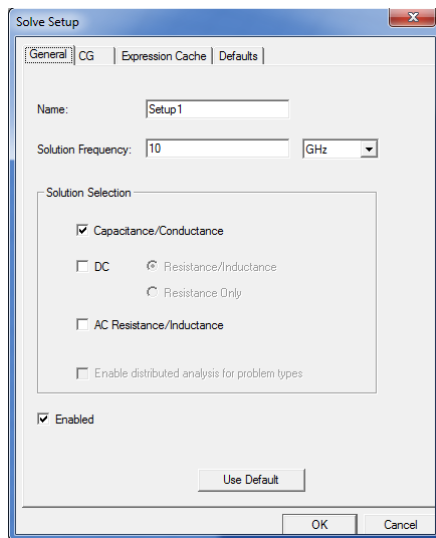 Solve Setup
General CG Expression Cache Defaults
Name: Setup1
Solution Frequency: 10 GHz
Solution Selection
Capacitance/Conductance
DC Resistance/Inductance
Resistance Only
AC Resistance/Inductance
Enable distributed analysis for problem types
Enabled
Use Default
OK Cancel